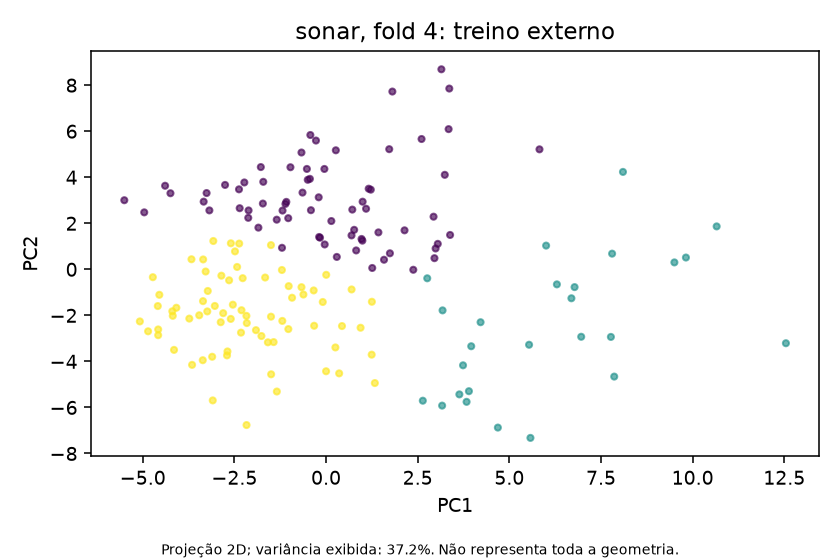 sonar, fold 4: treino externo
8
6
4
2
0
−2
−4
−6
−8
PC2
−5.0 −2.5 0.0 2.5 5.0 7.5 10.0 12.5
PC1
Projeção 2D; variância exibida: 37.2%. Não representa toda a geometria.